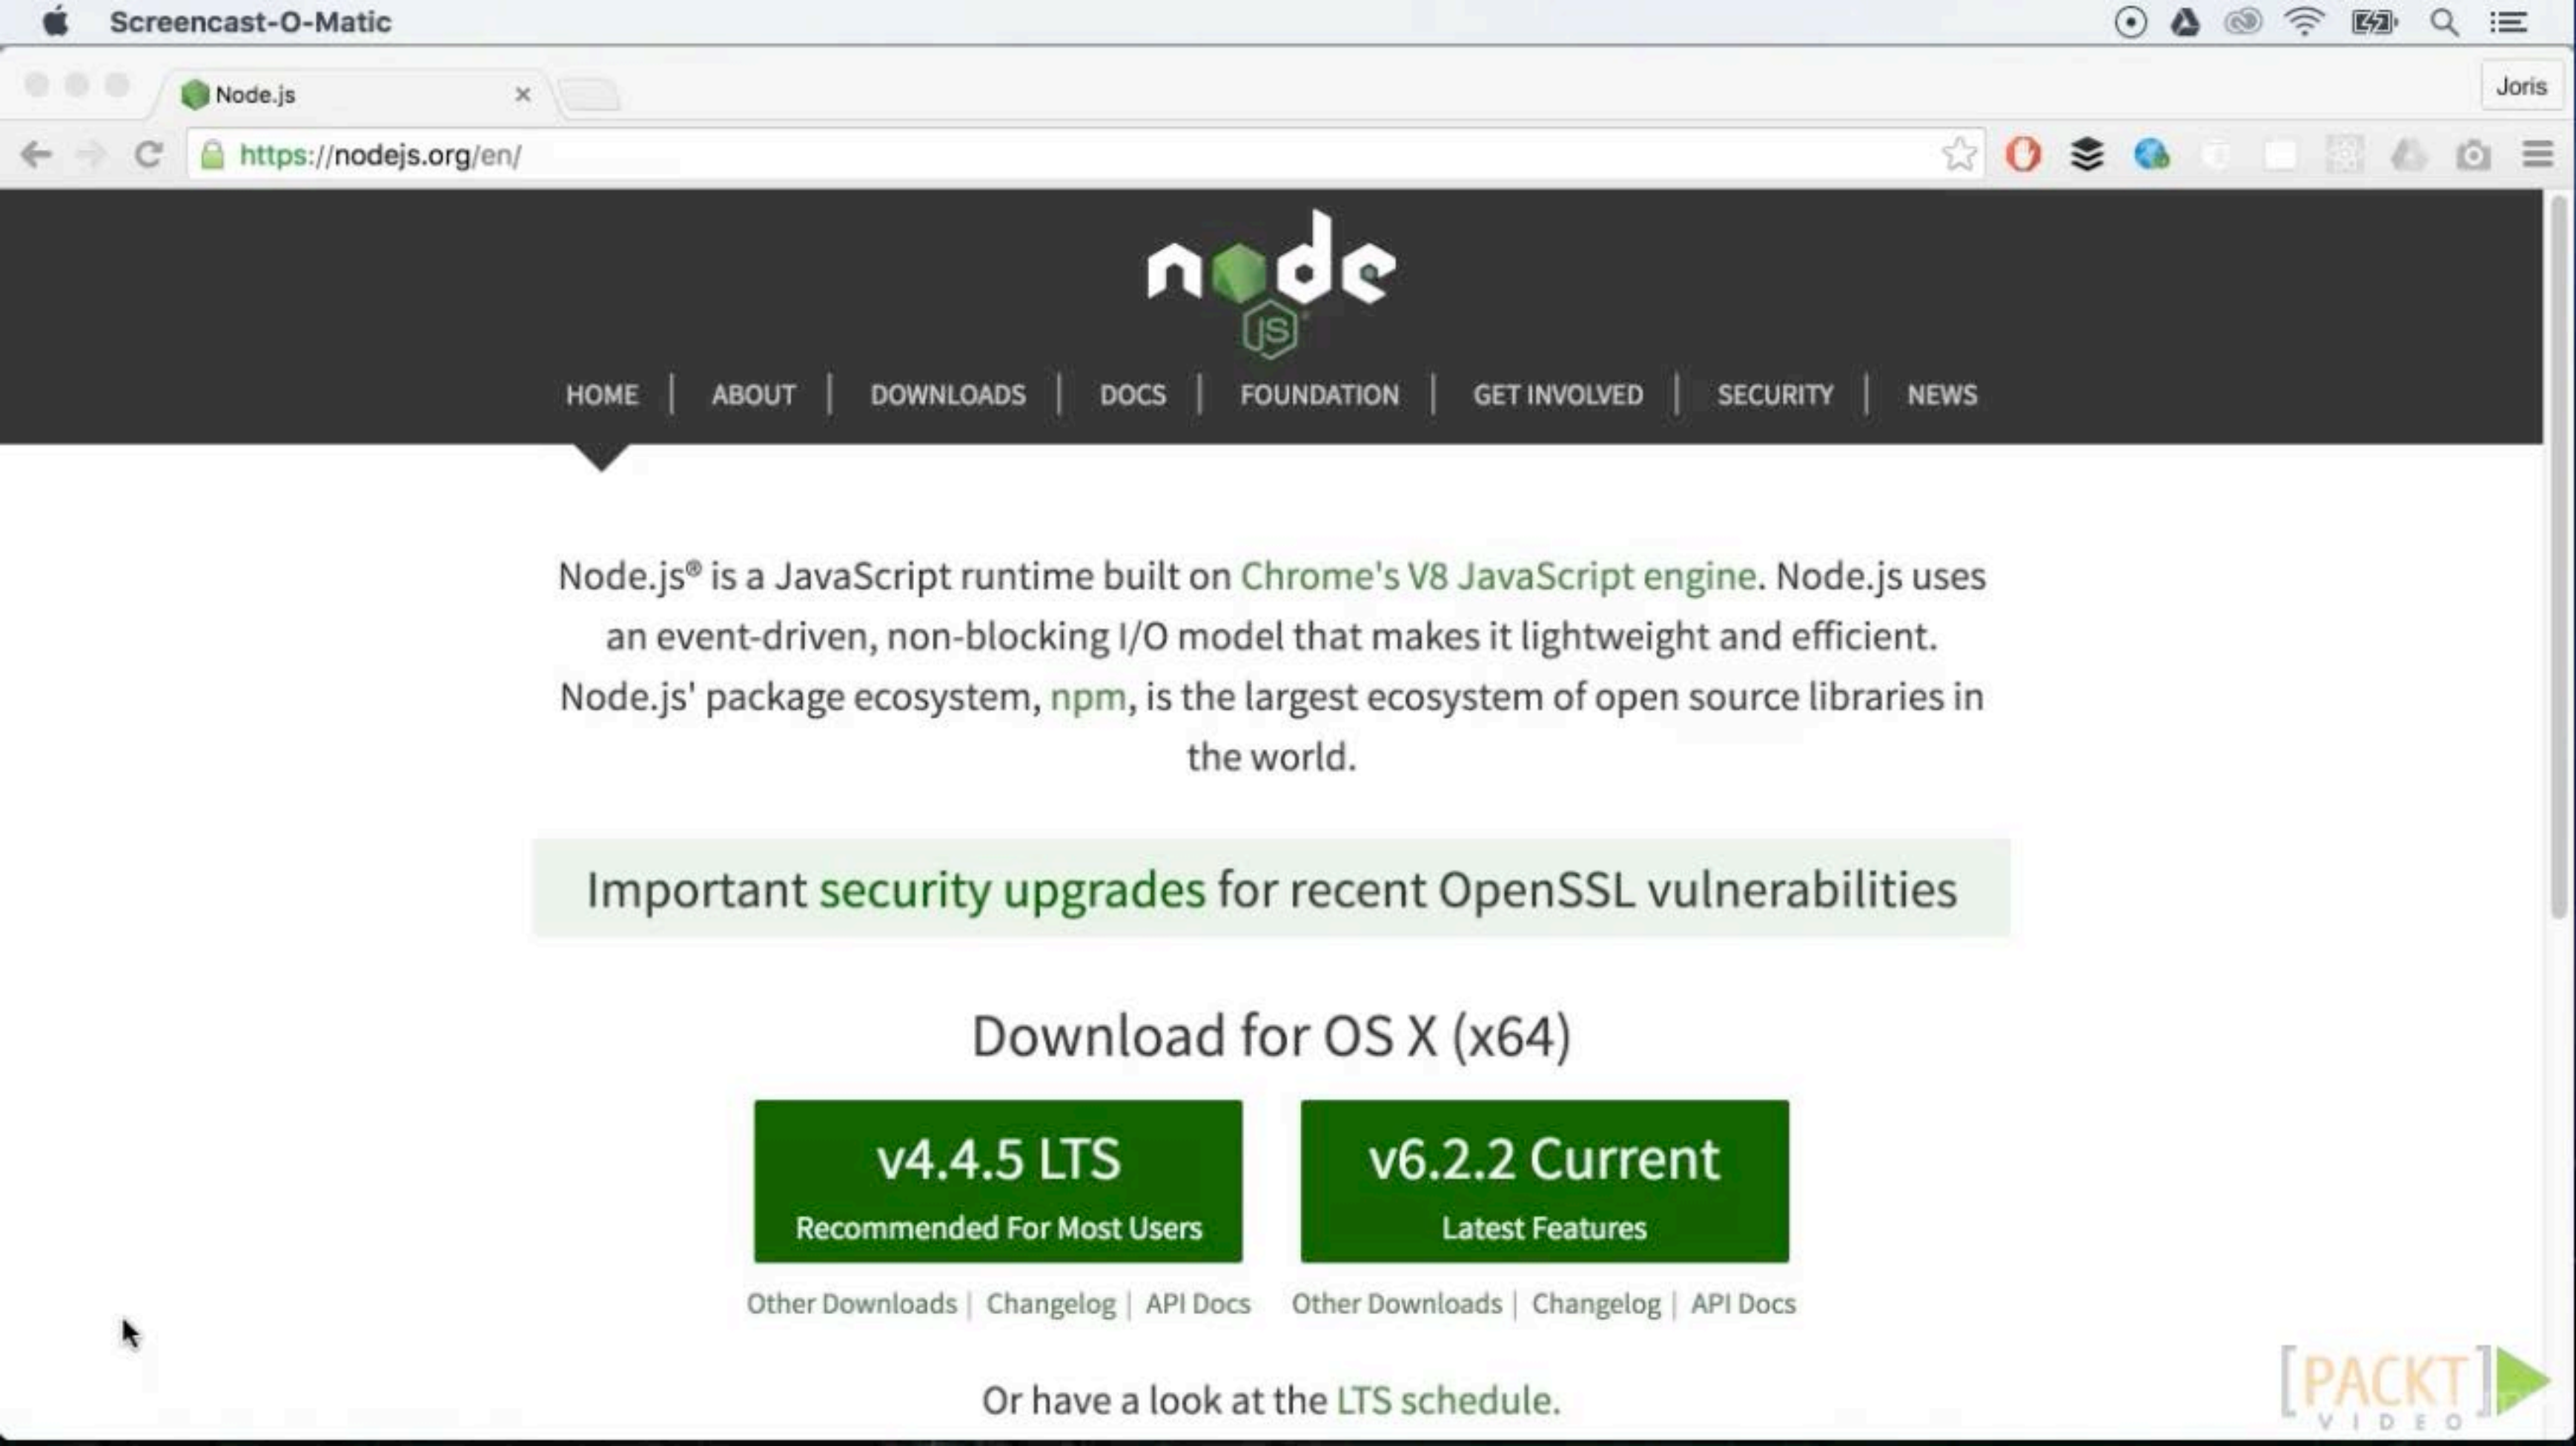 Screencast-O-Matic
Node.js
Joris
https://nodejs.org/en/
node
JS
HOME | ABOUT | DOWNLOADS | DOCS | FOUNDATION | GET INVOLVED | SECURITY | NEWS
Node.js® is a JavaScript runtime built on Chrome's V8 JavaScript engine. Node.js uses
an event-driven, non-blocking I/O model that makes it lightweight and efficient.
Node.js' package ecosystem, npm, is the largest ecosystem of open source libraries in
the world.
Important security upgrades for recent OpenSSL vulnerabilities
Download for OS X (x64)
v4.4.5 LTS
Recommended For Most Users
v6.2.2 Current
Latest Features
Other Downloads | Changelog | API Docs
Other Downloads | Changelog | API Docs
Or have a look at the LTS schedule.
[PACKT]
VIDEO